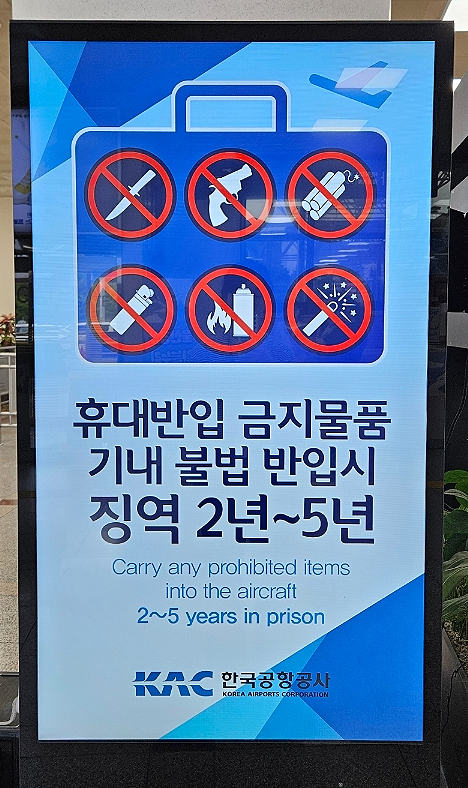 휴대반입 금지물품
기내 불법 반입시
징역 2년~5년
Carry any prohibited items
into the aircraft
2~5 years in prison
KAC 한국공항공사
KOREA AIRPORTS CORPORATION